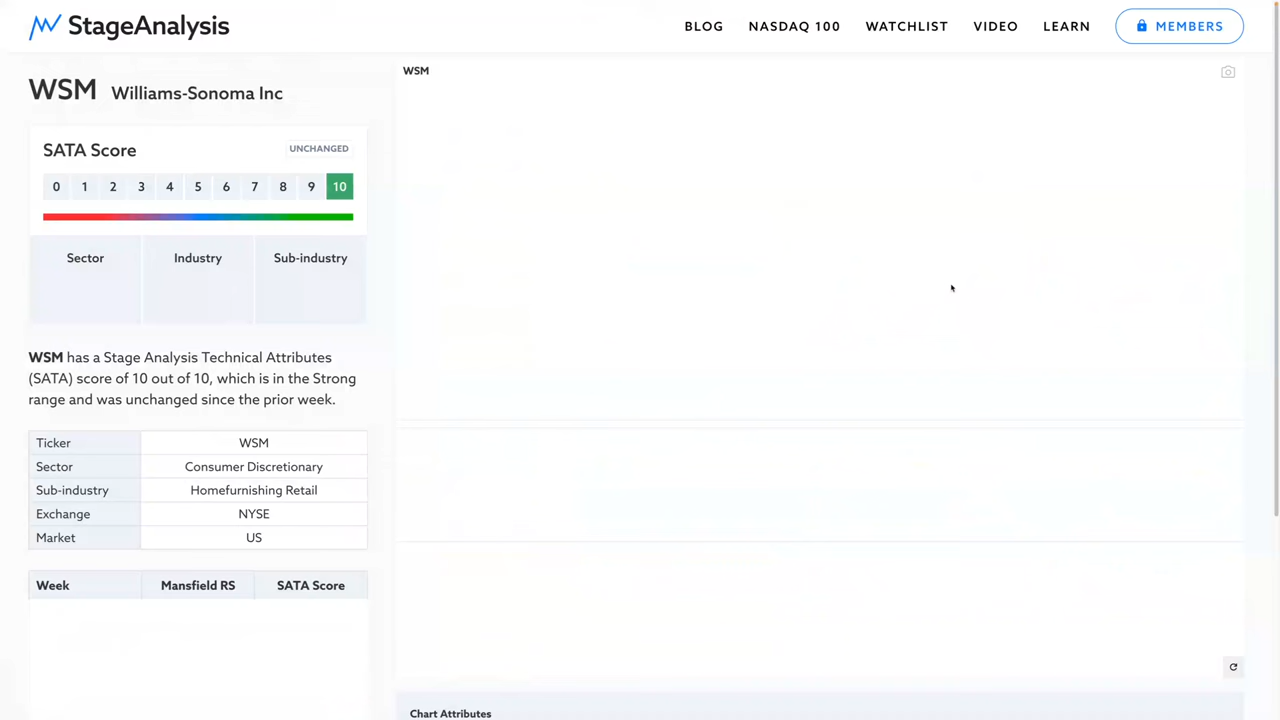 StageAnalysis
BLOG NASDAQ 100 WATCHLIST VIDEO LEARN MEMBERS
WSM Williams-Sonoma Inc
WSM
SATA Score UNCHANGED
0 1 2 3 4 5 6 7 8 9 10
Sector Industry Sub-industry
WSM has a Stage Analysis Technical Attributes
(SATA) score of 10 out of 10, which is in the Strong
range and was unchanged since the prior week.
Ticker WSM
Sector Consumer Discretionary
Sub-industry Homefurnishing Retail
Exchange NYSE
Market US
Week Mansfield RS SATA Score
Chart Attributes